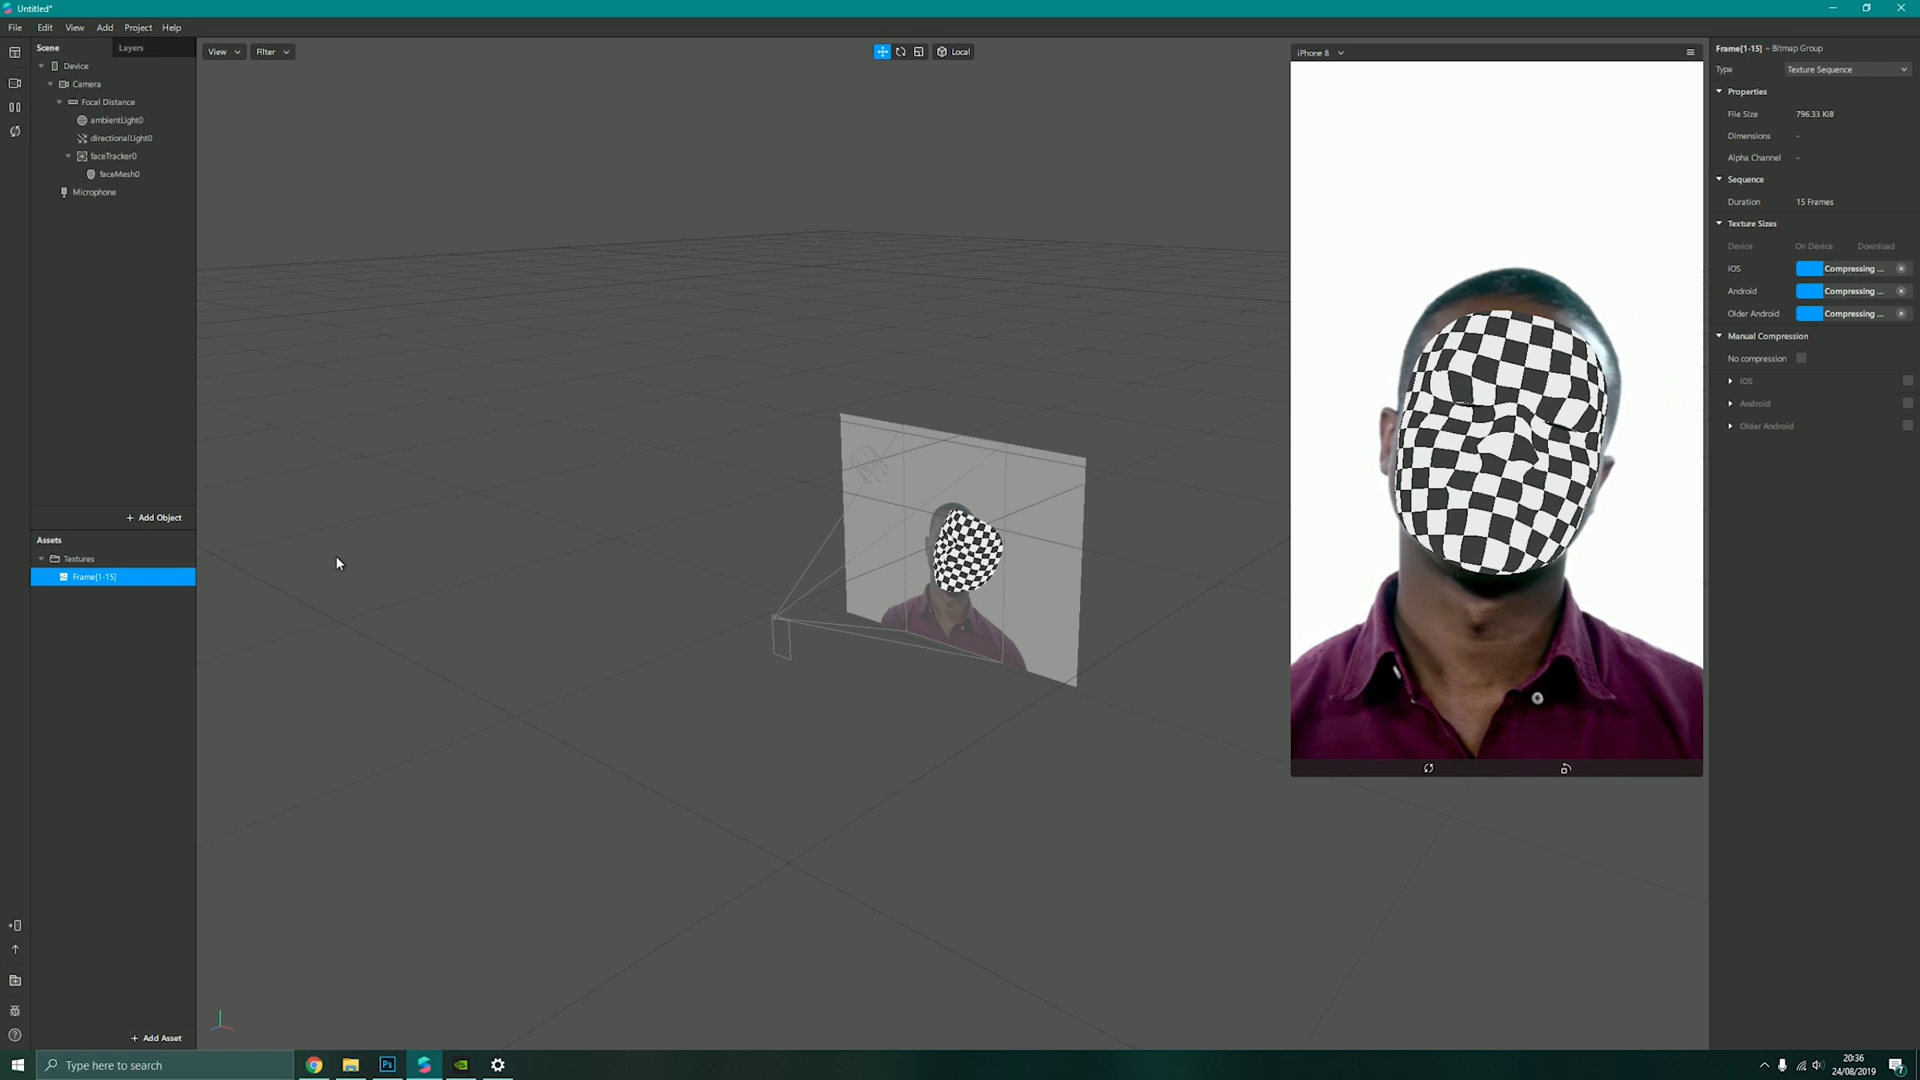 Untitled*
File Edit View Add Project Help
Scene Layers
Device
Camera
Focal Distance
ambientLight0
directionalLight0
faceTracker0
faceMesh0
Microphone
+ Add Object
Assets
Textures
Frame[1-15]
+ Add Asset
View Filter
Local
iPhone 8
Frame[1-15] – Bitmap Group
Type Texture Sequence
Properties
File Size 796.33 KiB
Dimensions -
Alpha Channel -
Sequence
Duration 15 Frames
Texture Sizes
Device On Device Download
iOS Compressing ...
Android Compressing ...
Older Android Compressing ...
Manual Compression
No compression
iOS
Android
Older Android
Type here to search
Ps
20:36
24/08/2019
7